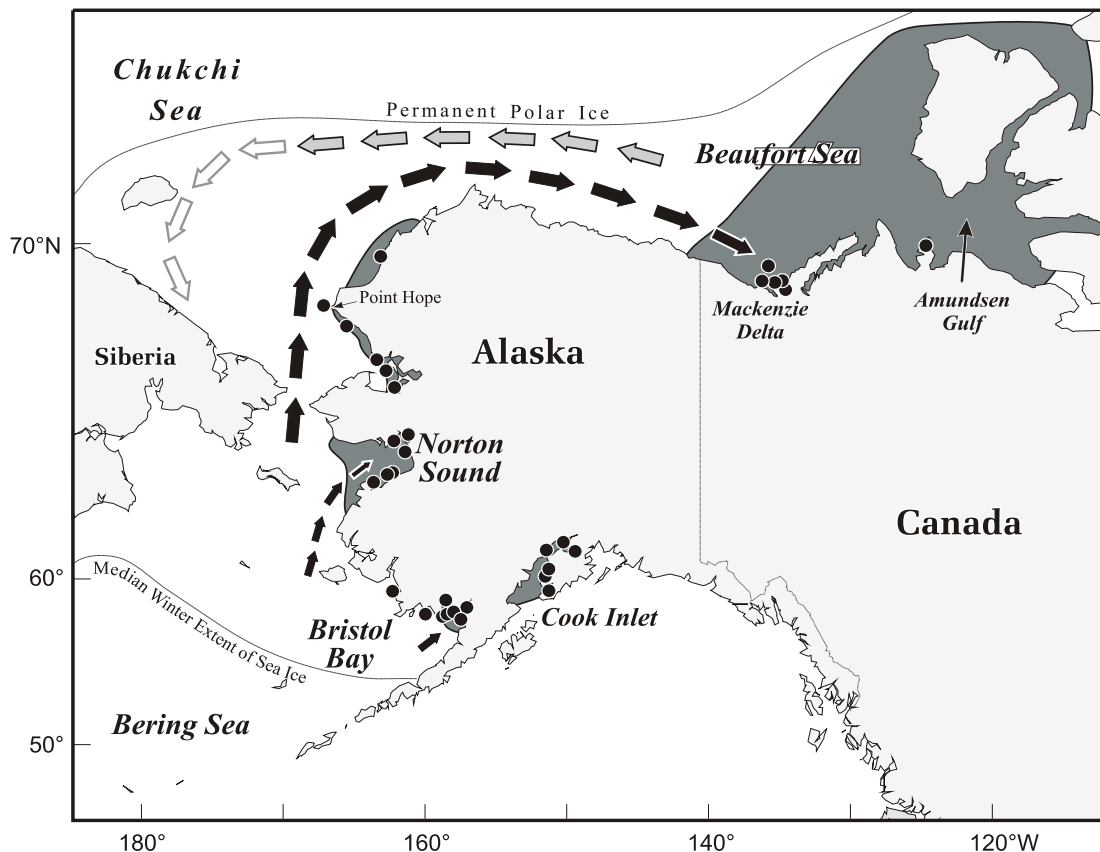 Chukchi
Sea
Permanent Polar Ice
Beaufort Sea
70°N
Point Hope
Mackenzie
Delta
Amundsen
Gulf
Siberia
Alaska
Norton
Sound
Canada
60°
Median Winter Extent of Sea Ice
Bristol
Bay
Cook Inlet
Bering Sea
50°
180°
160°
140°
120°W